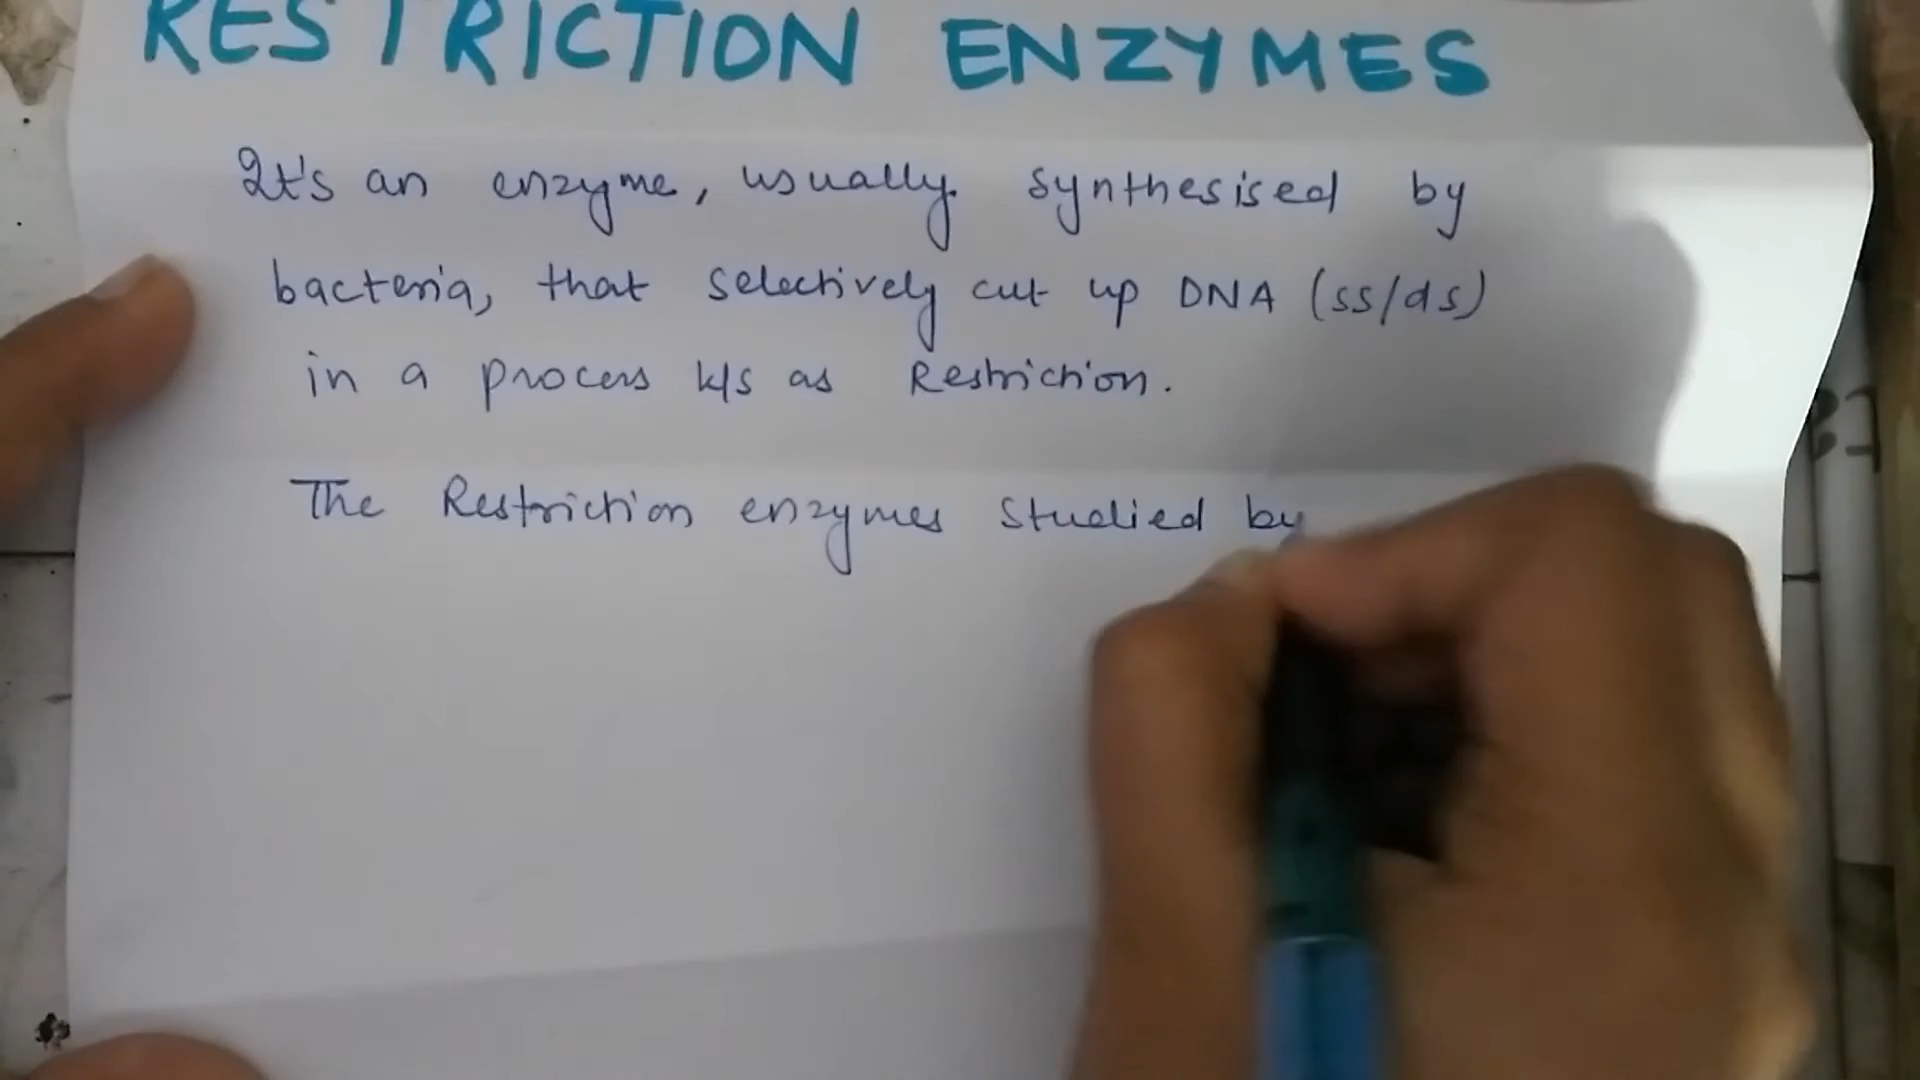 RESTRICTION ENZYMES
It's an enzyme, usually synthesised by
bacteria, that selectively cut up DNA (ss/ds)
in a process k/s as Restriction.
The Restriction enzymes studied by